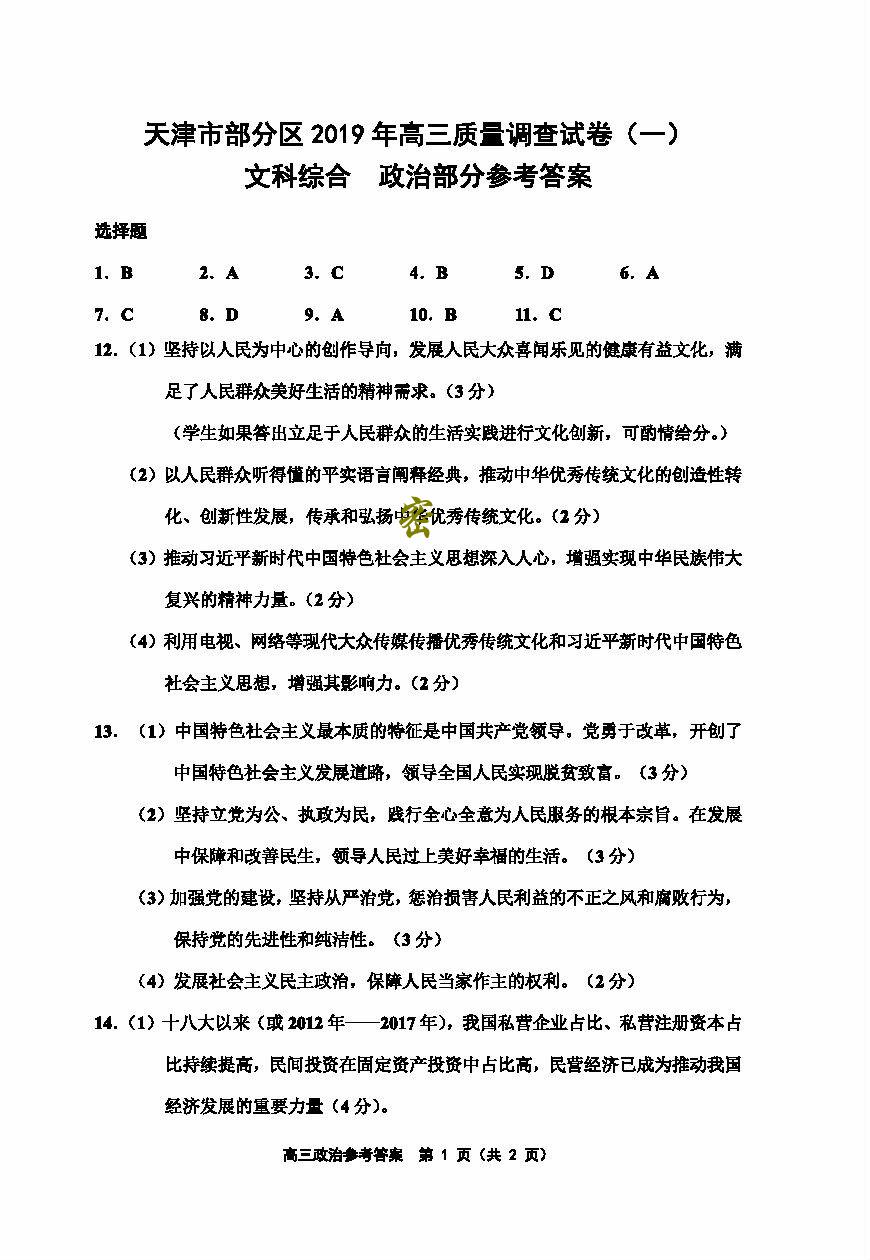 天津市部分区 2019 年高三质量调查试卷（一）
文科综合 政治部分参考答案
选择题
1．B 2．A 3．C 4．B 5．D 6．A
7．C 8．D 9．A 10．B 11．C
12．（1）坚持以人民为中心的创作导向，发展人民大众喜闻乐见的健康有益文化，满
足了人民群众美好生活的精神需求。（3 分）
（学生如果答出立足于人民群众的生活实践进行文化创新，可酌情给分。）
（2）以人民群众听得懂的平实语言阐释经典，推动中华优秀传统文化的创造性转
化、创新性发展，传承和弘扬中华优秀传统文化。（2 分）
密
（3）推动习近平新时代中国特色社会主义思想深入人心，增强实现中华民族伟大
复兴的精神力量。（2 分）
（4）利用电视、网络等现代大众传媒传播优秀传统文化和习近平新时代中国特色
社会主义思想，增强其影响力。（2 分）
13．（1）中国特色社会主义最本质的特征是中国共产党领导。党勇于改革，开创了
中国特色社会主义发展道路，领导全国人民实现脱贫致富。（3 分）
（2）坚持立党为公、执政为民，践行全心全意为人民服务的根本宗旨。在发展
中保障和改善民生，领导人民过上美好幸福的生活。（3 分）
（3）加强党的建设，坚持从严治党，惩治损害人民利益的不正之风和腐败行为，
保持党的先进性和纯洁性。（3 分）
（4）发展社会主义民主政治，保障人民当家作主的权利。（2 分）
14．（1）十八大以来（或 2012 年——2017 年），我国私营企业占比、私营注册资本占
比持续提高，民间投资在固定资产投资中占比高，民营经济已成为推动我国
经济发展的重要力量（4 分）。
高三政治参考答案 第 1 页（共 2 页）